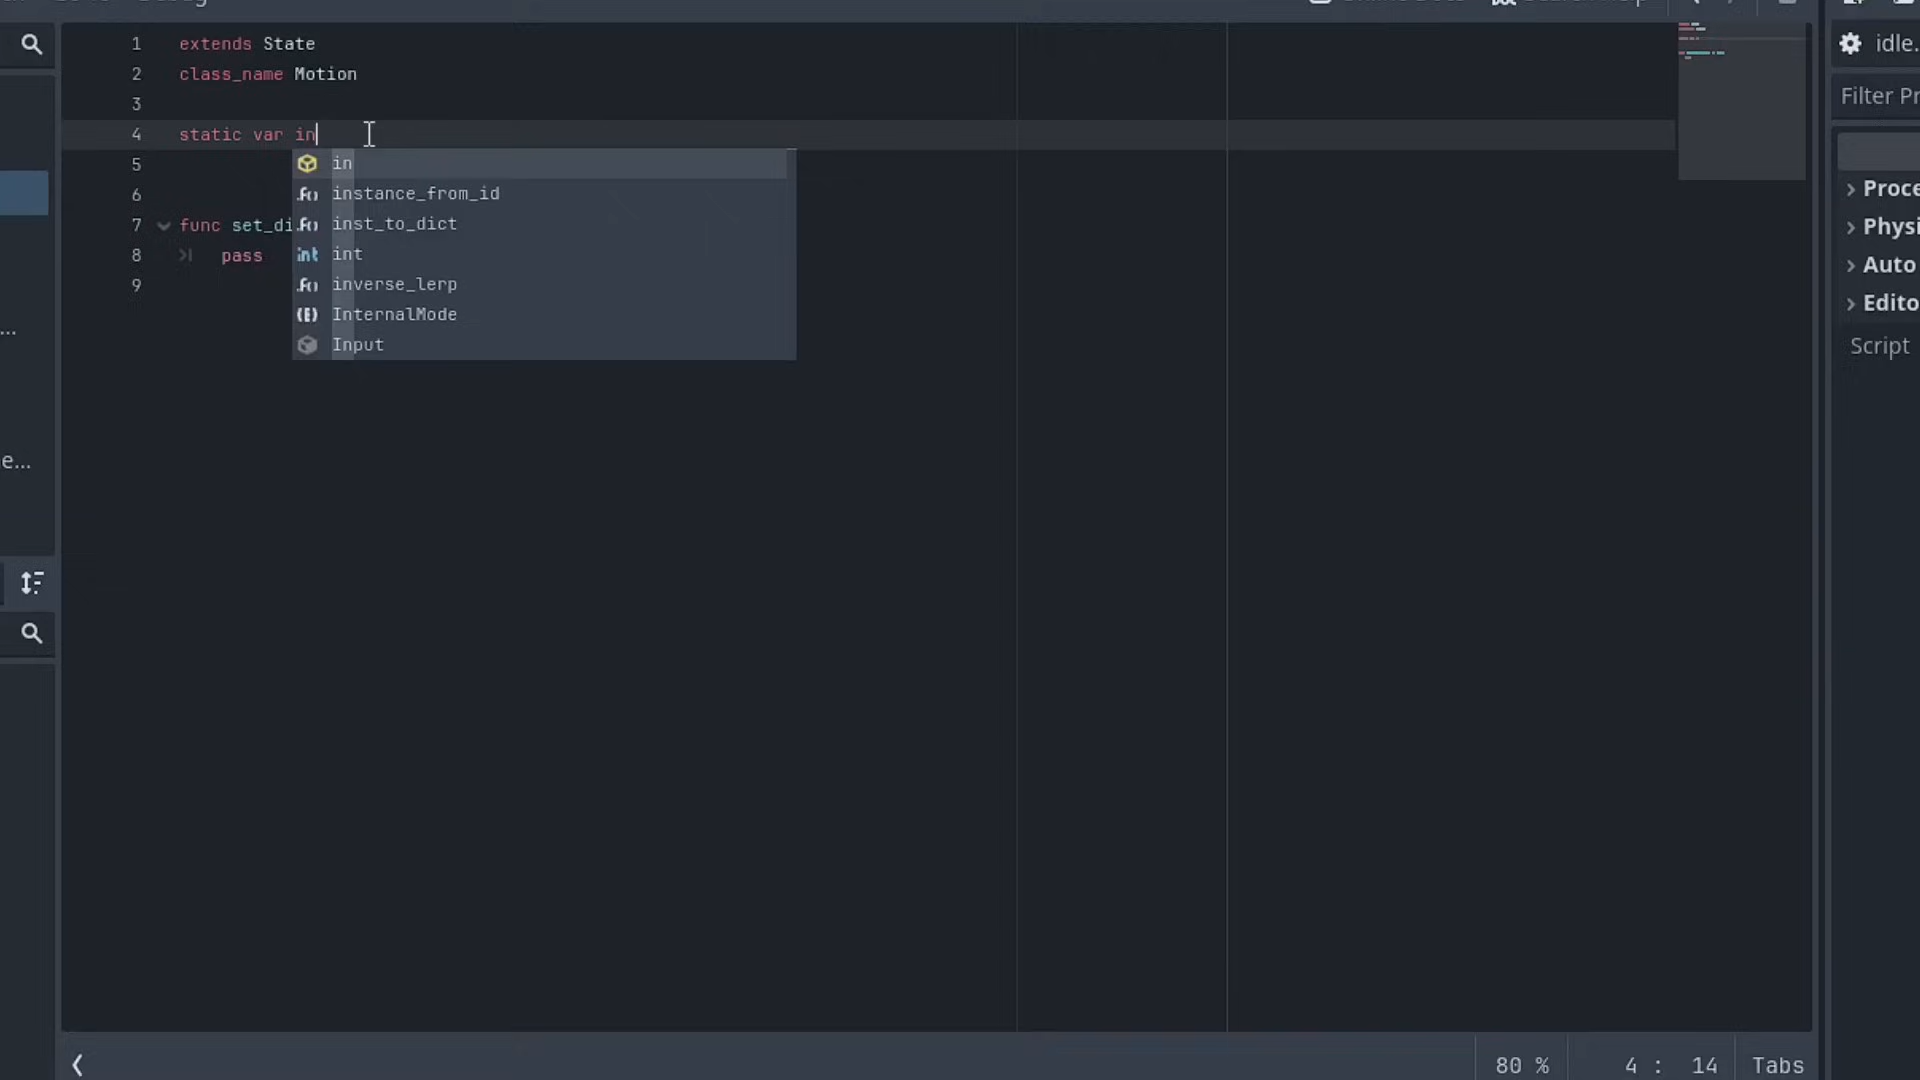 1 extends State
2 class_name Motion
3
4 static var in
5 in
6 instance_from_id
7 func set_di inst_to_dict
8 pass int
9 inverse_lerp
InternalMode
Input
idle.
Filter Pr
Proce
Physi
Auto
Edito
Script
...
e...
80 % 4 : 14 Tabs